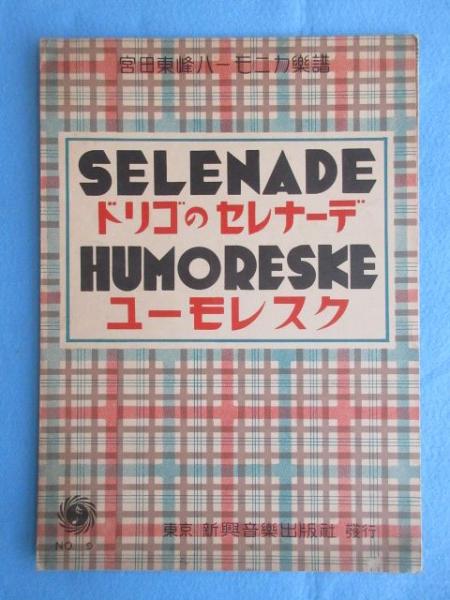 宮田東峰ハーモニカ樂譜
SELENADE
ドリゴのセレナーデ
HUMORESKE
ユーモレスク
東京 新興音樂出版社 發行
NO. 9